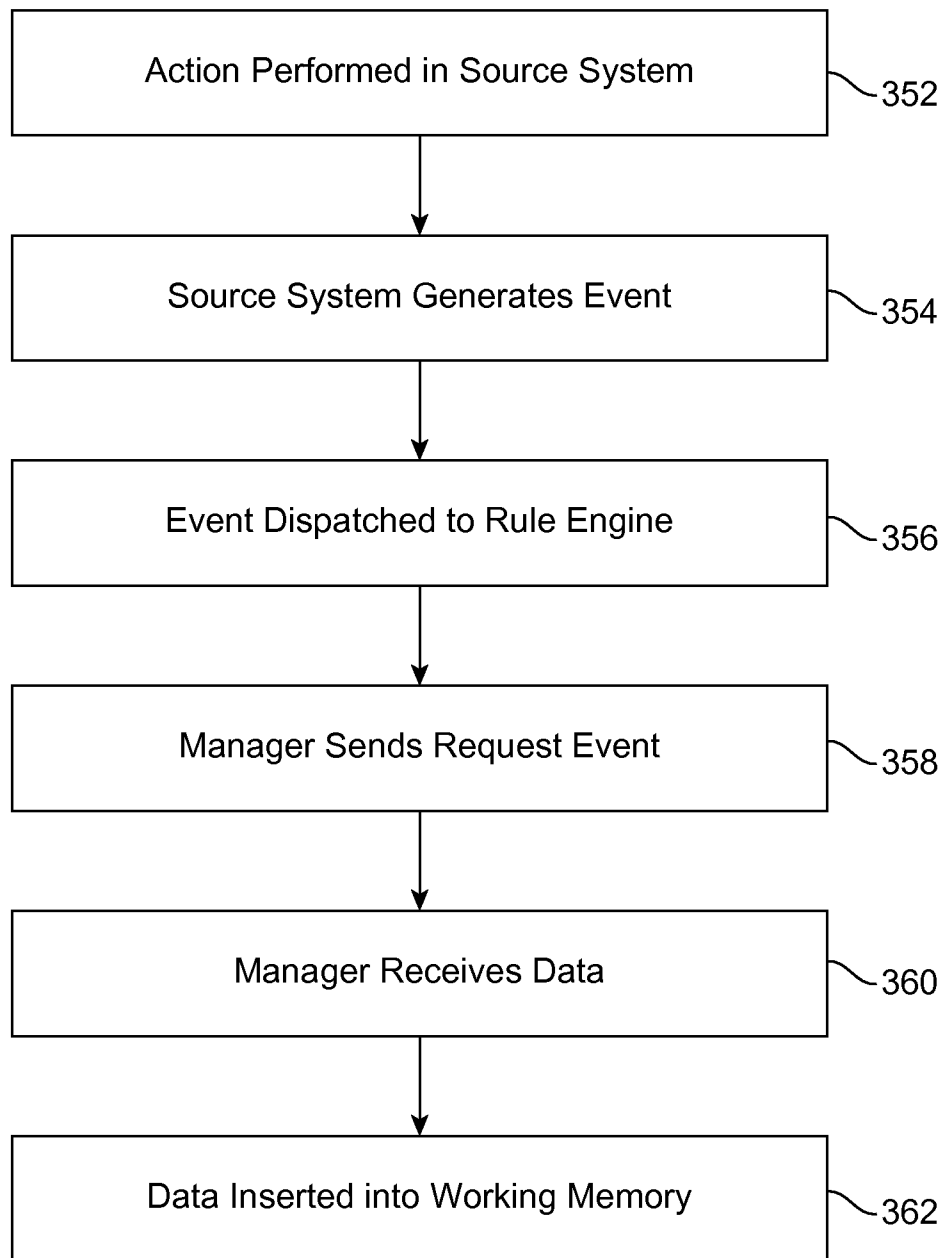 Action Performed in Source System
352
Source System Generates Event
354
Event Dispatched to Rule Engine
356
Manager Sends Request Event
358
Manager Receives Data
360
Data Inserted into Working Memory
362